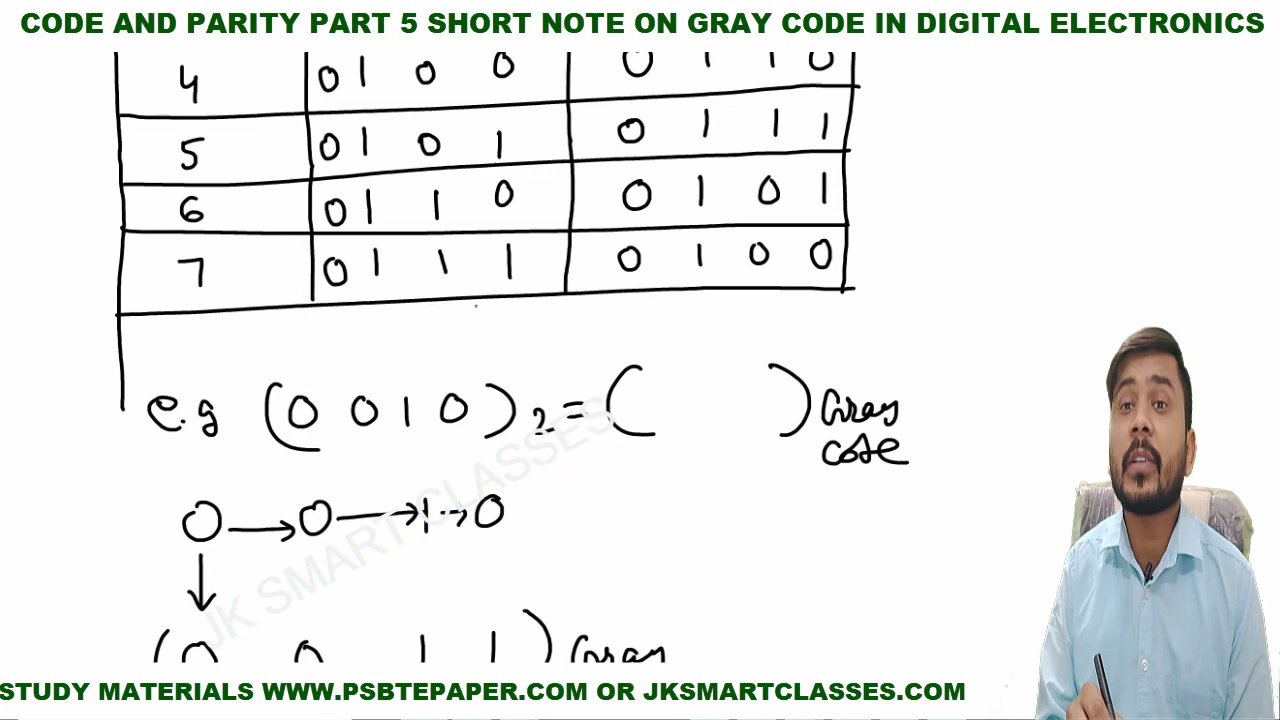 CODE AND PARITY PART 5 SHORT NOTE ON GRAY CODE IN DIGITAL ELECTRONICS
4 0 1 0 0 0 1 1 0
5 0 1 0 1 0 1 1 1
6 0 1 1 0 0 1 0 1
7 0 1 1 1 0 1 0 0
e.g (0 0 1 0)2 = ( ) Gray
code
0 → 0 → 1 → 0
↓
(0 0 1 1) Gray
JK SMART CLASSES
STUDY MATERIALS WWW.PSBTEPAPER.COM OR JKSMARTCLASSES.COM